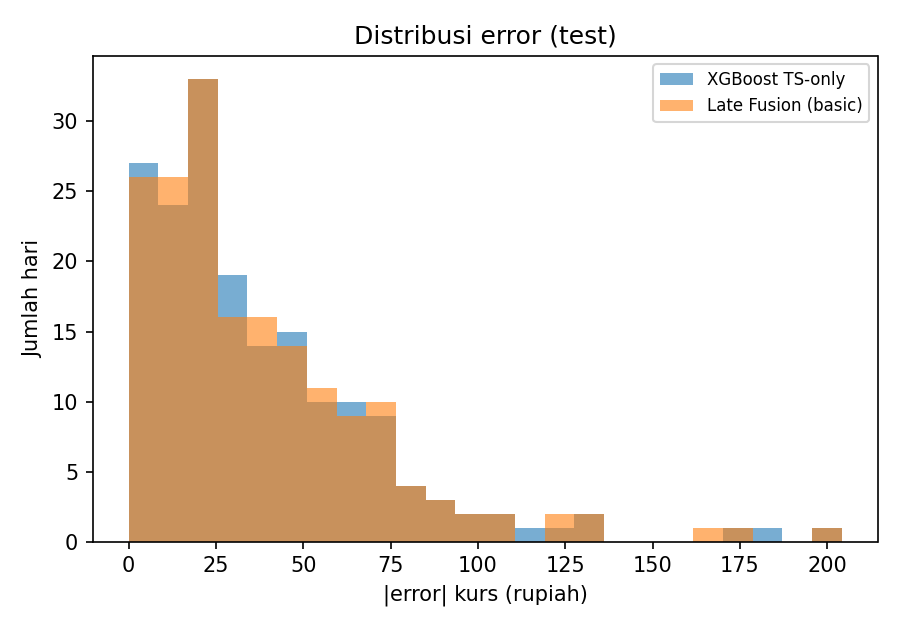 Distribusi error (test)
XGBoost TS-only
Late Fusion (basic)
Jumlah hari
30
25
20
15
10
5
0
0 25 50 75 100 125 150 175 200
|error| kurs (rupiah)